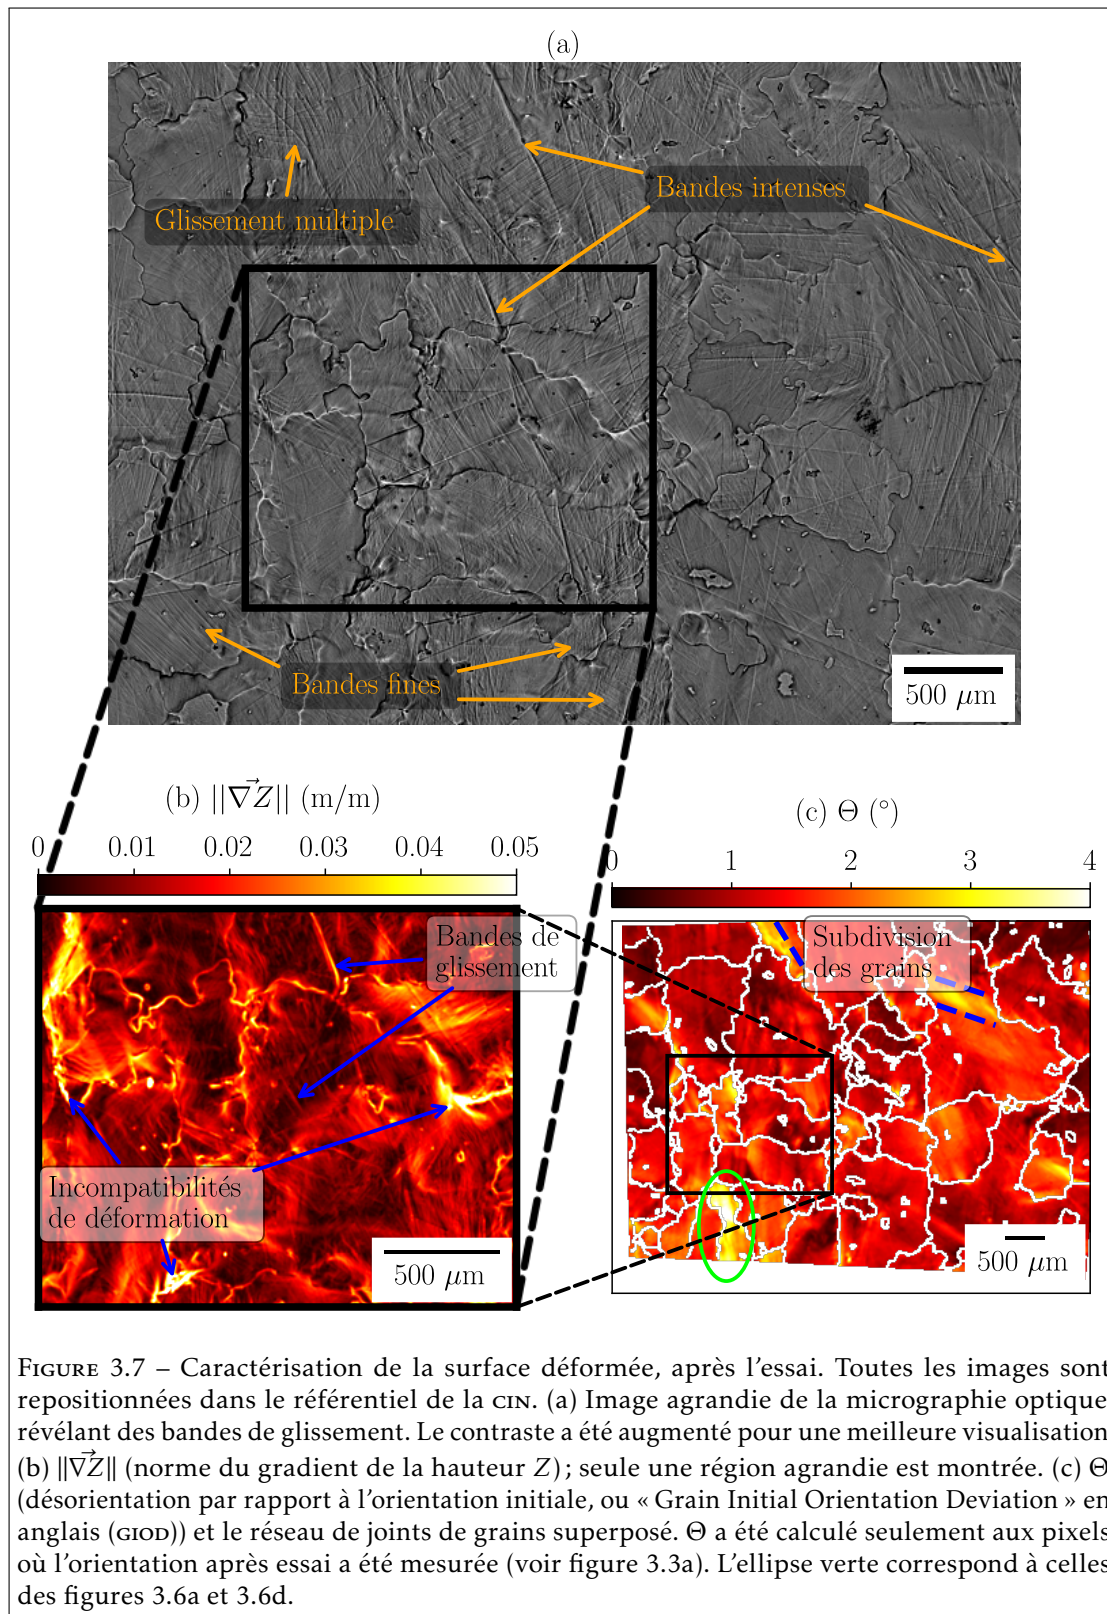 (a)
Glissement multiple
Bandes intenses
Bandes fines
500 μm
(b) ||∇⃗Z|| (m/m)
0 0.01 0.02 0.03 0.04 0.05
Bandes de
glissement
Incompatibilités
de déformation
500 μm
(c) Θ (°)
0 1 2 3 4
Subdivision
des grains
500 μm
FIGURE 3.7 – Caractérisation de la surface déformée, après l'essai. Toutes les images sont
repositionnées dans le référentiel de la CIN. (a) Image agrandie de la micrographie optique
révélant des bandes de glissement. Le contraste a été augmenté pour une meilleure visualisation
(b) ||∇⃗Z|| (norme du gradient de la hauteur Z) ; seule une région agrandie est montrée. (c) Θ
(désorientation par rapport à l'orientation initiale, ou « Grain Initial Orientation Deviation » en
anglais (GIOD)) et le réseau de joints de grains superposé. Θ a été calculé seulement aux pixels
où l'orientation après essai a été mesurée (voir figure 3.3a). L'ellipse verte correspond à celles
des figures 3.6a et 3.6d.